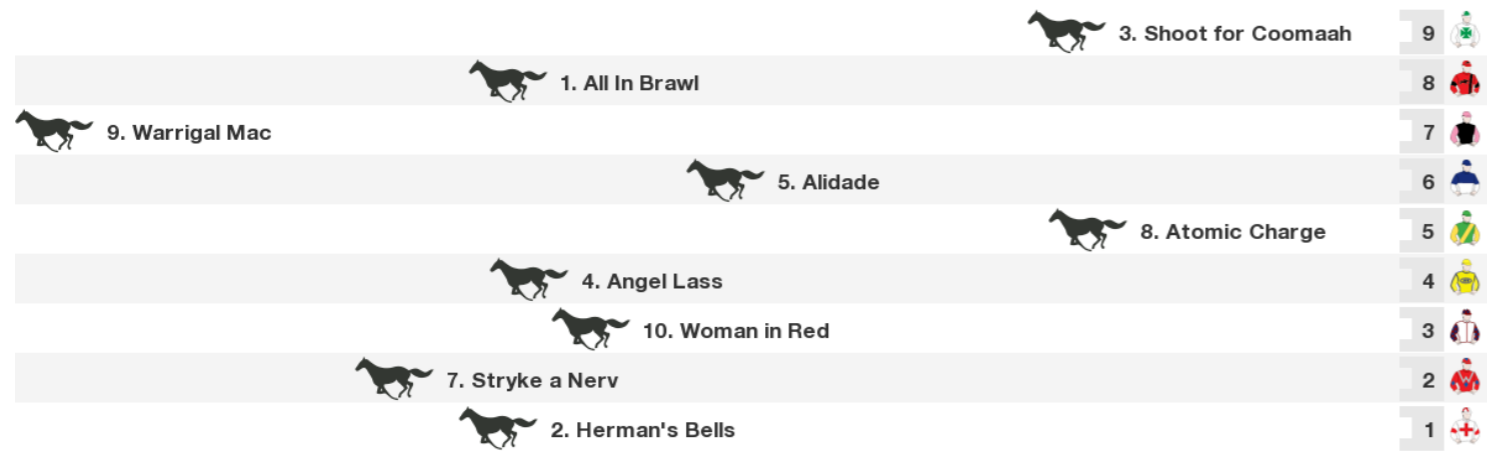 3. Shoot for Coomaah 9
1. All In Brawl 8
9. Warrigal Mac 7
5. Alidade 6
8. Atomic Charge 5
4. Angel Lass 4
10. Woman in Red 3
7. Stryke a Nerv 2
2. Herman's Bells 1